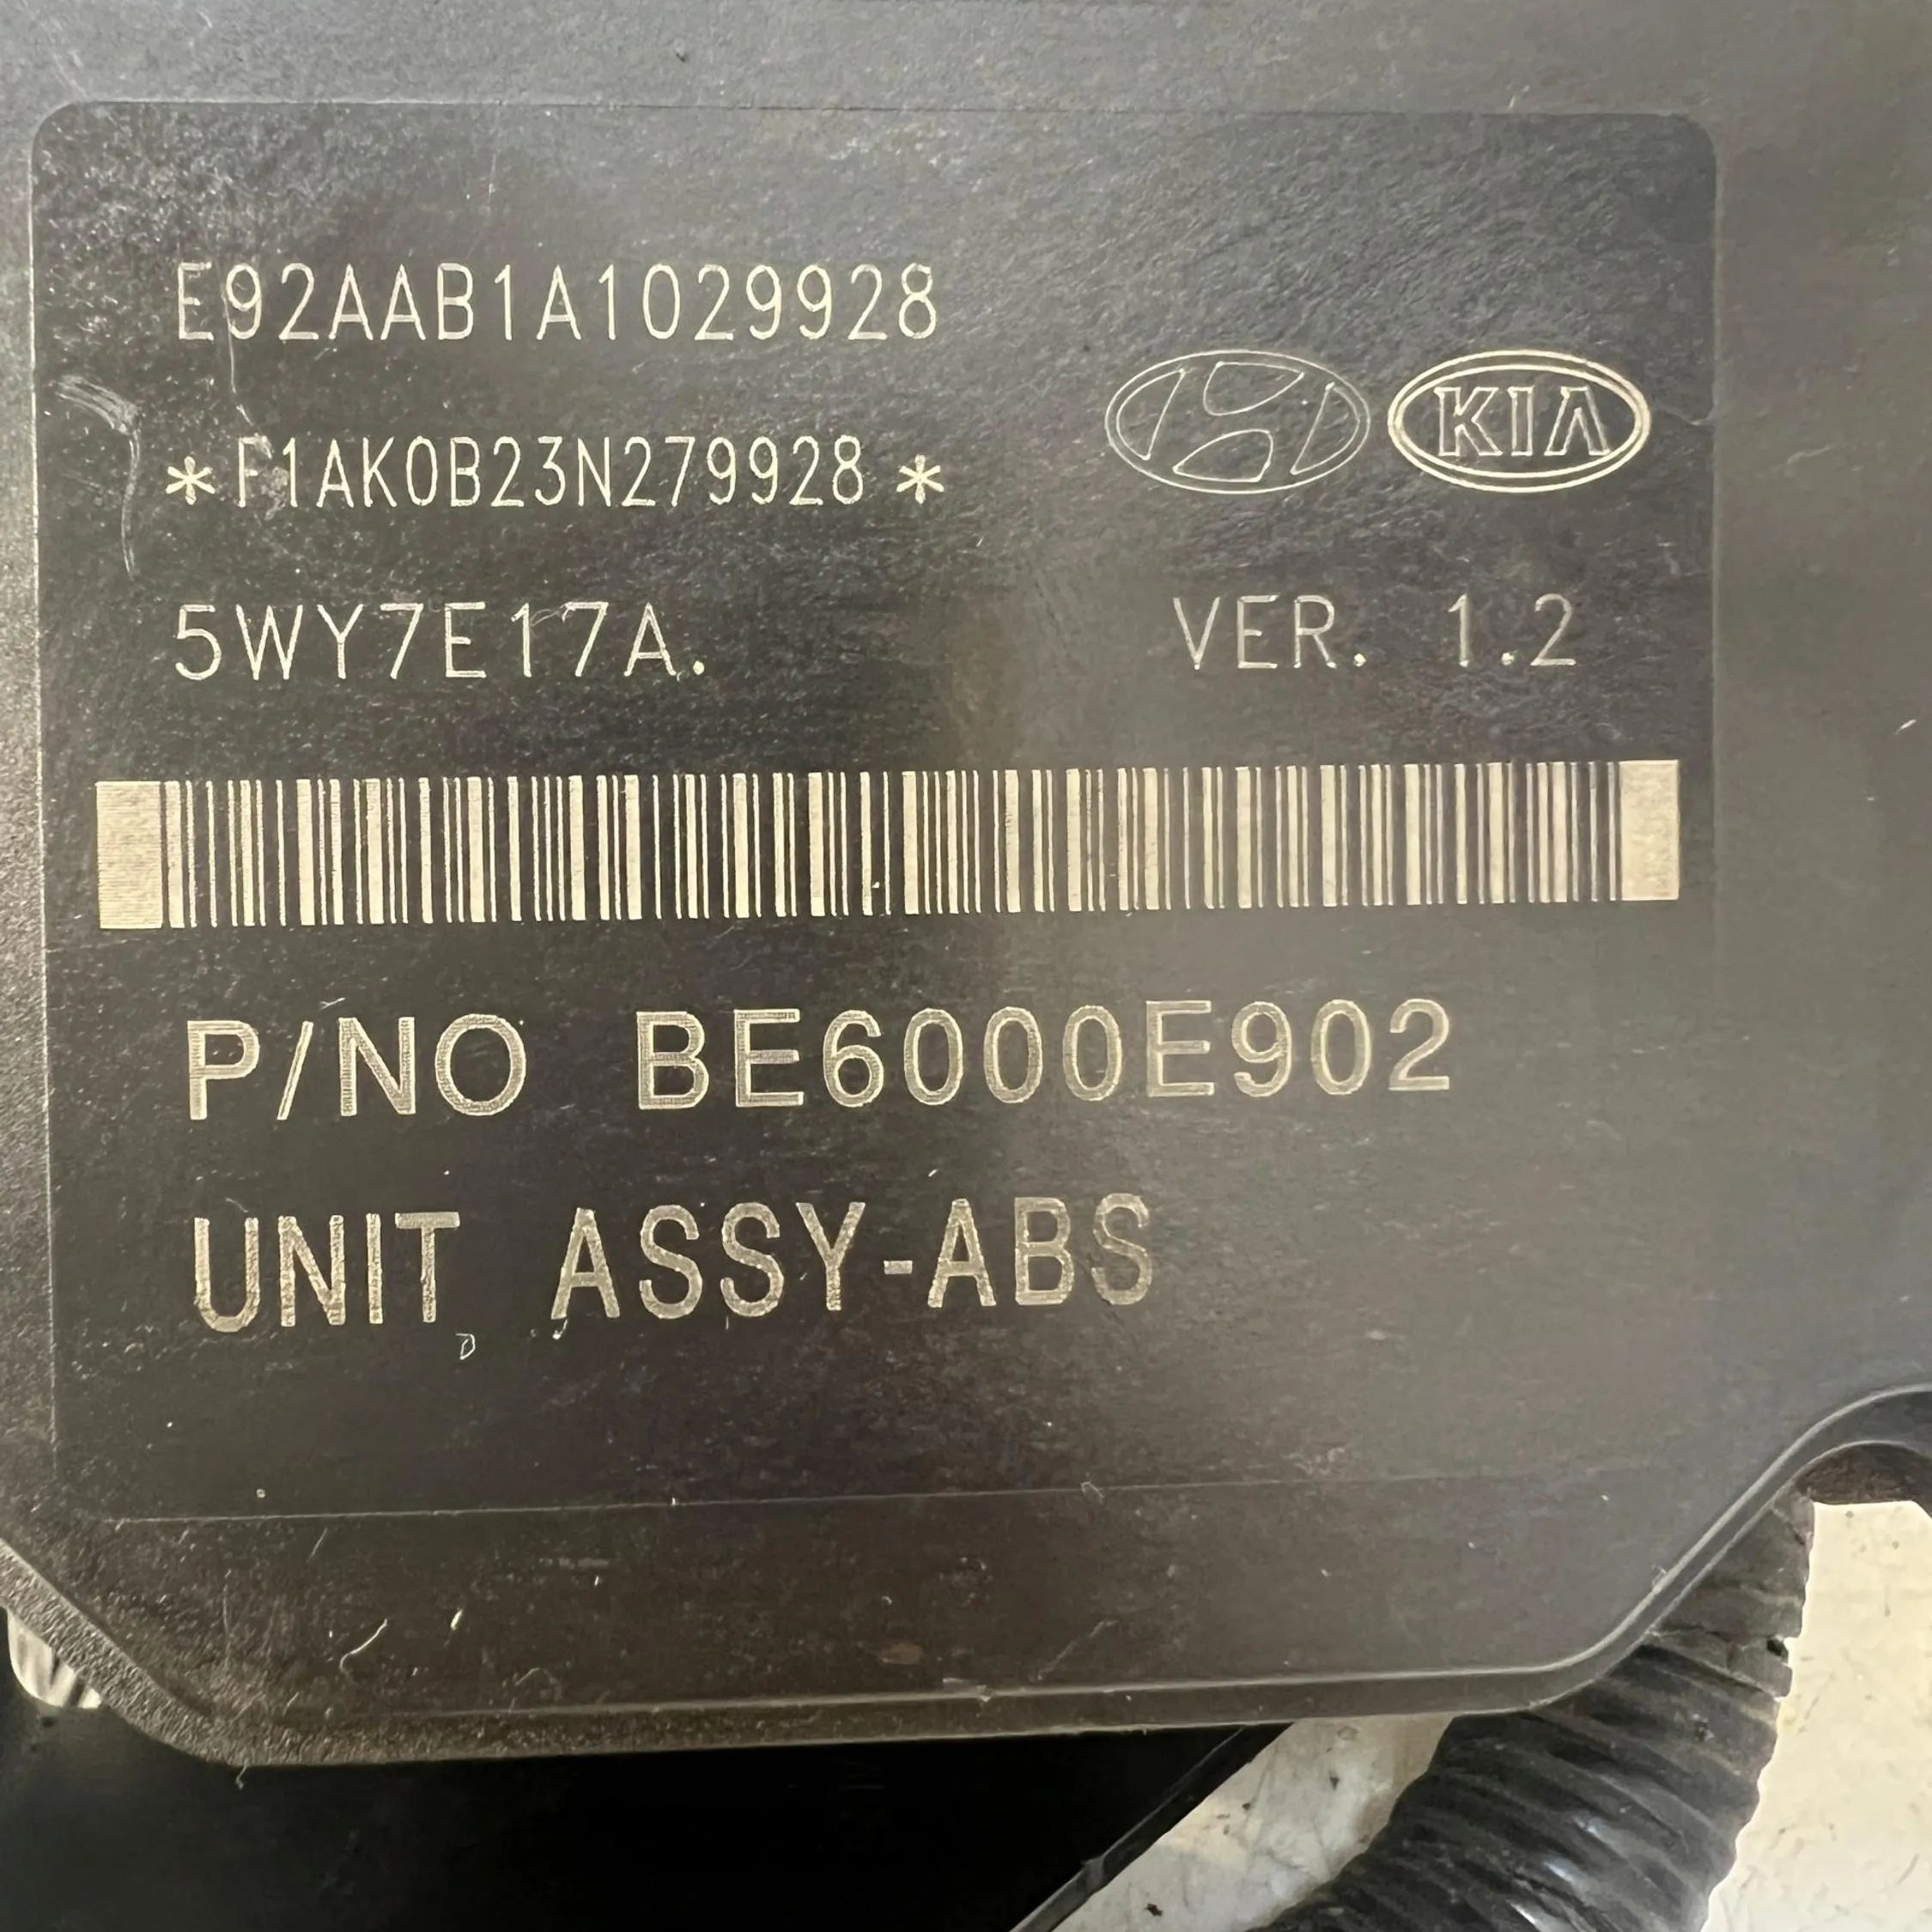 E92AAB1A1029928
*F1AK0B23N279928*
KIA
5WY7E17A. VER. 1.2
P/NO BE6000E902
UNIT ASSY-ABS